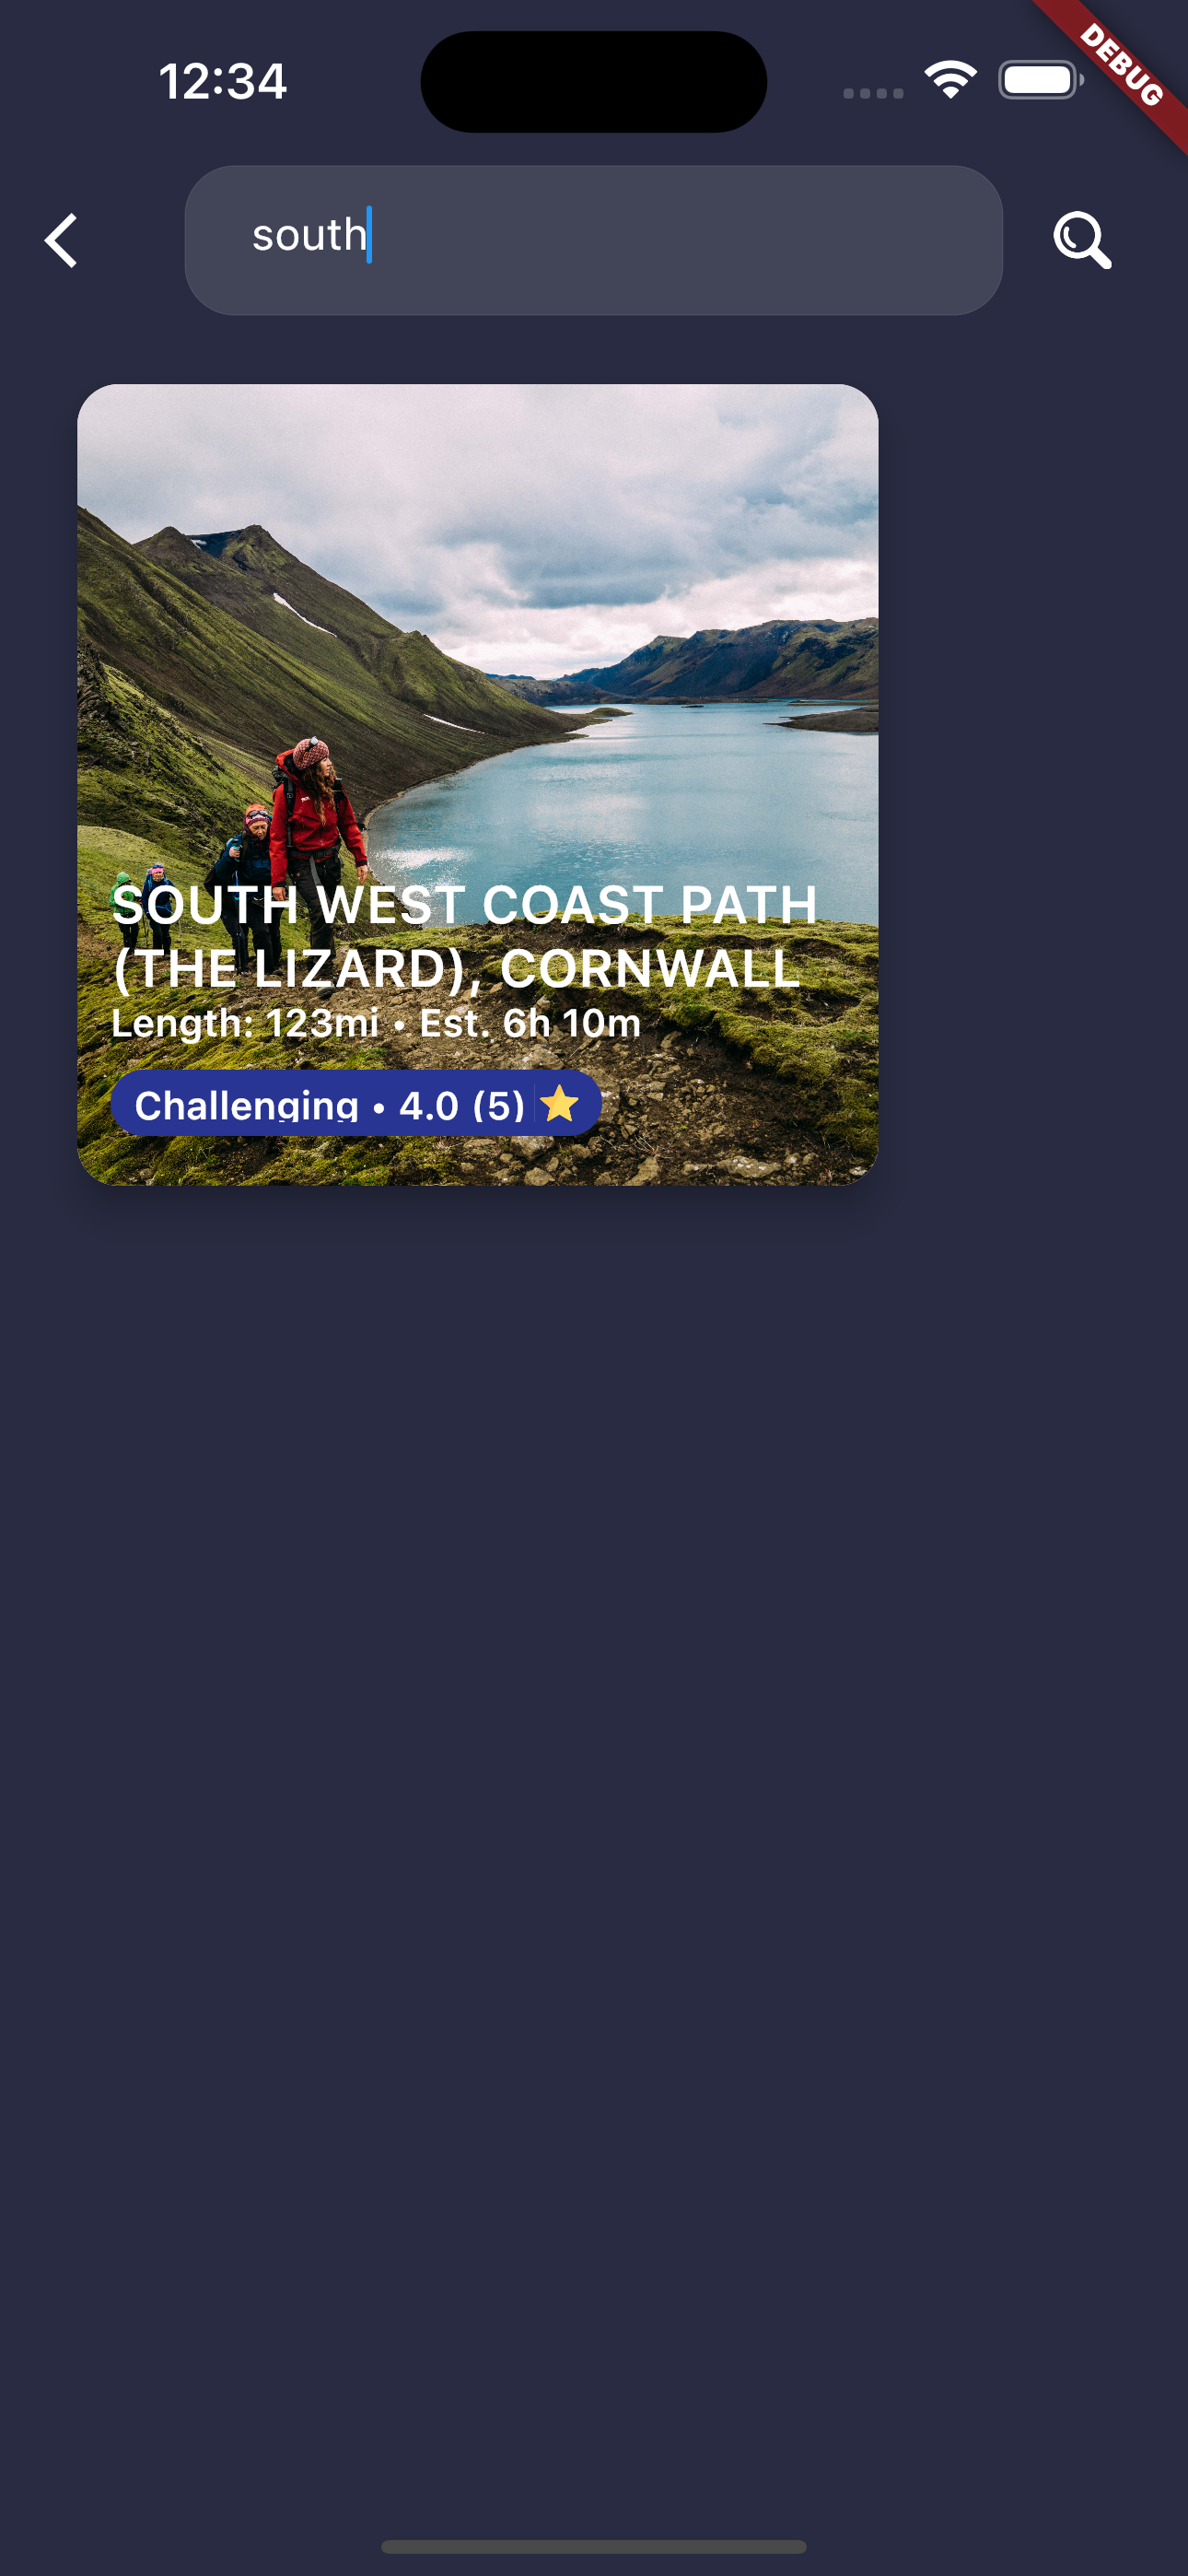 12:34
DEBUG
south
SOUTH WEST COAST PATH
(THE LIZARD), CORNWALL
Length: 123mi • Est. 6h 10m
Challenging • 4.0 (5) ⭐